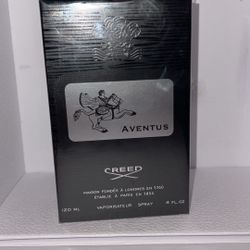 AVENTUS
CREED
MAISON FONDÉE À LONDRES EN 1760
ÉTABLIE À PARIS EN 1854
120 ML VAPORISATEUR SPRAY .4 FL.OZ